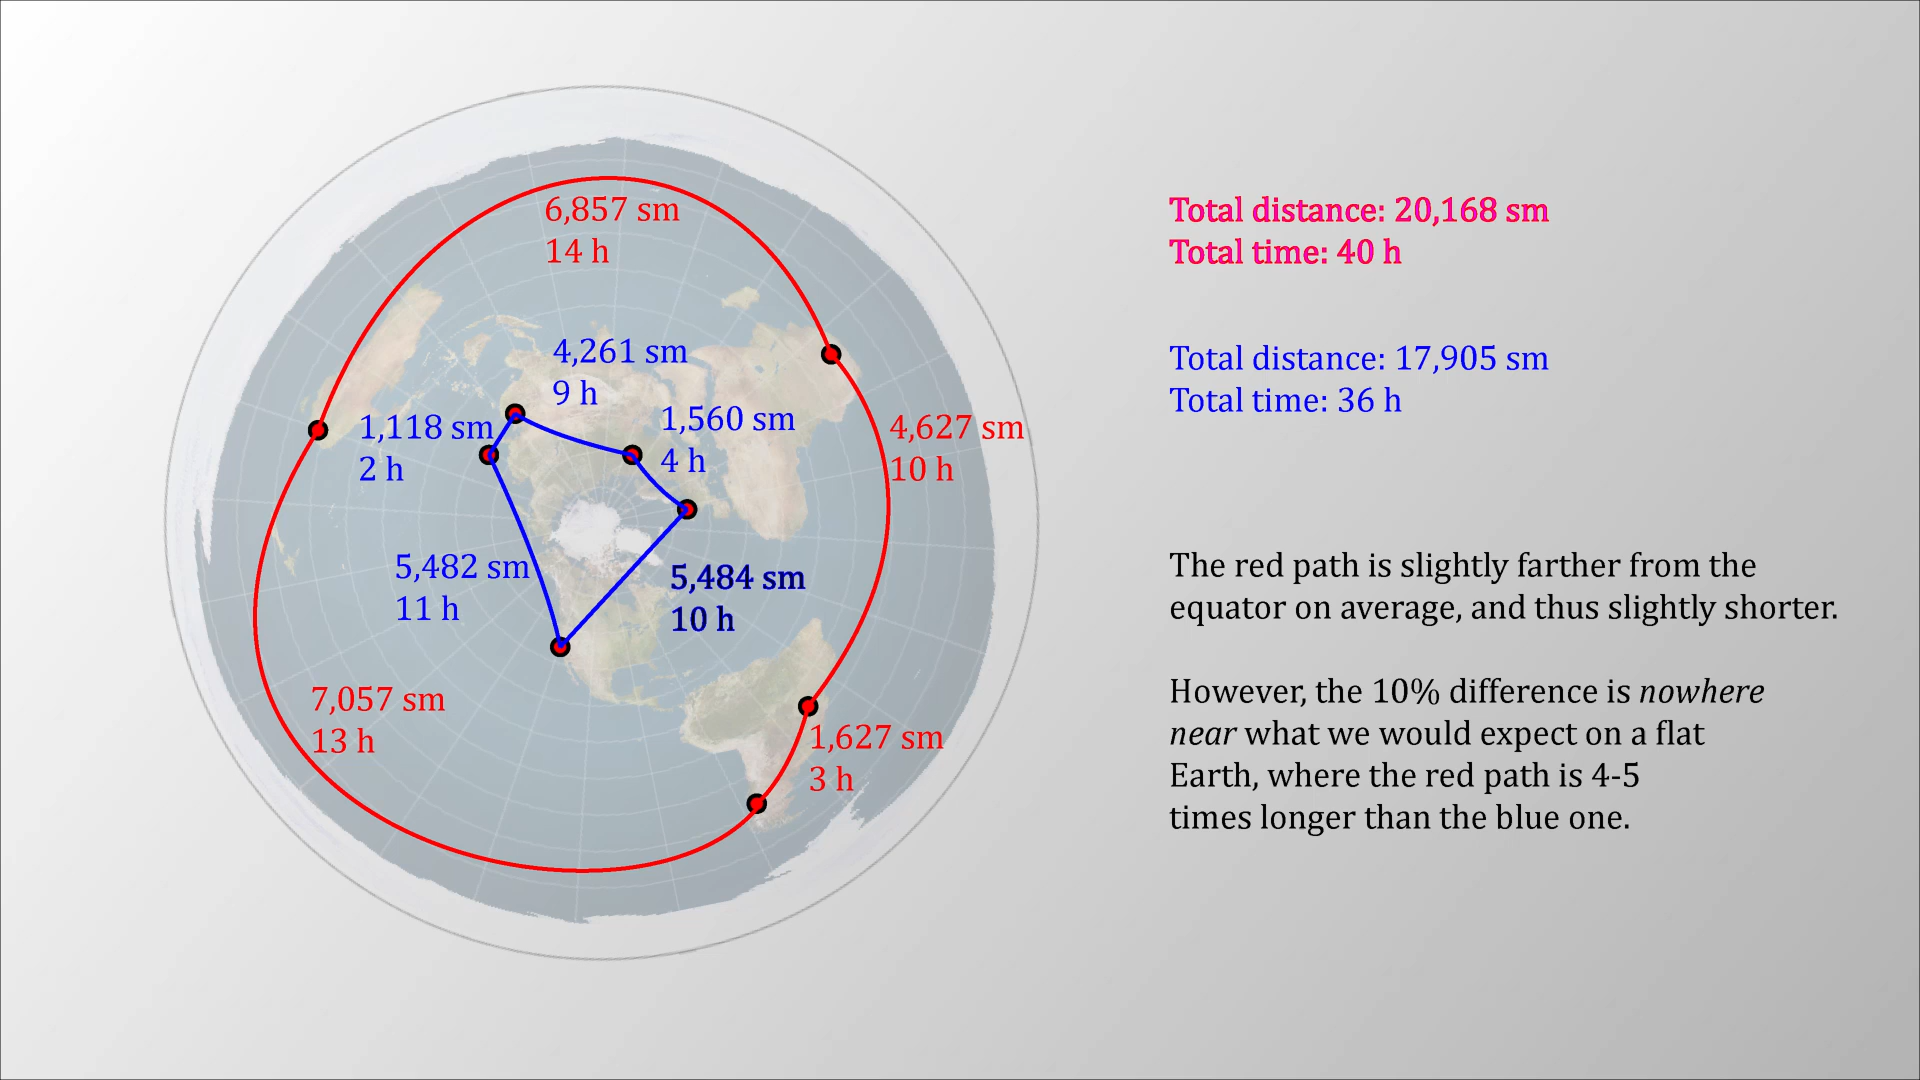 6,857 sm
14 h
4,261 sm
9 h
1,118 sm
2 h
1,560 sm
4 h
4,627 sm
10 h
5,482 sm
11 h
5,484 sm
10 h
7,057 sm
13 h
1,627 sm
3 h
Total distance: 20,168 sm
Total time: 40 h
Total distance: 17,905 sm
Total time: 36 h
The red path is slightly farther from the
equator on average, and thus slightly shorter.
However, the 10% difference is nowhere
near what we would expect on a flat
Earth, where the red path is 4-5
times longer than the blue one.